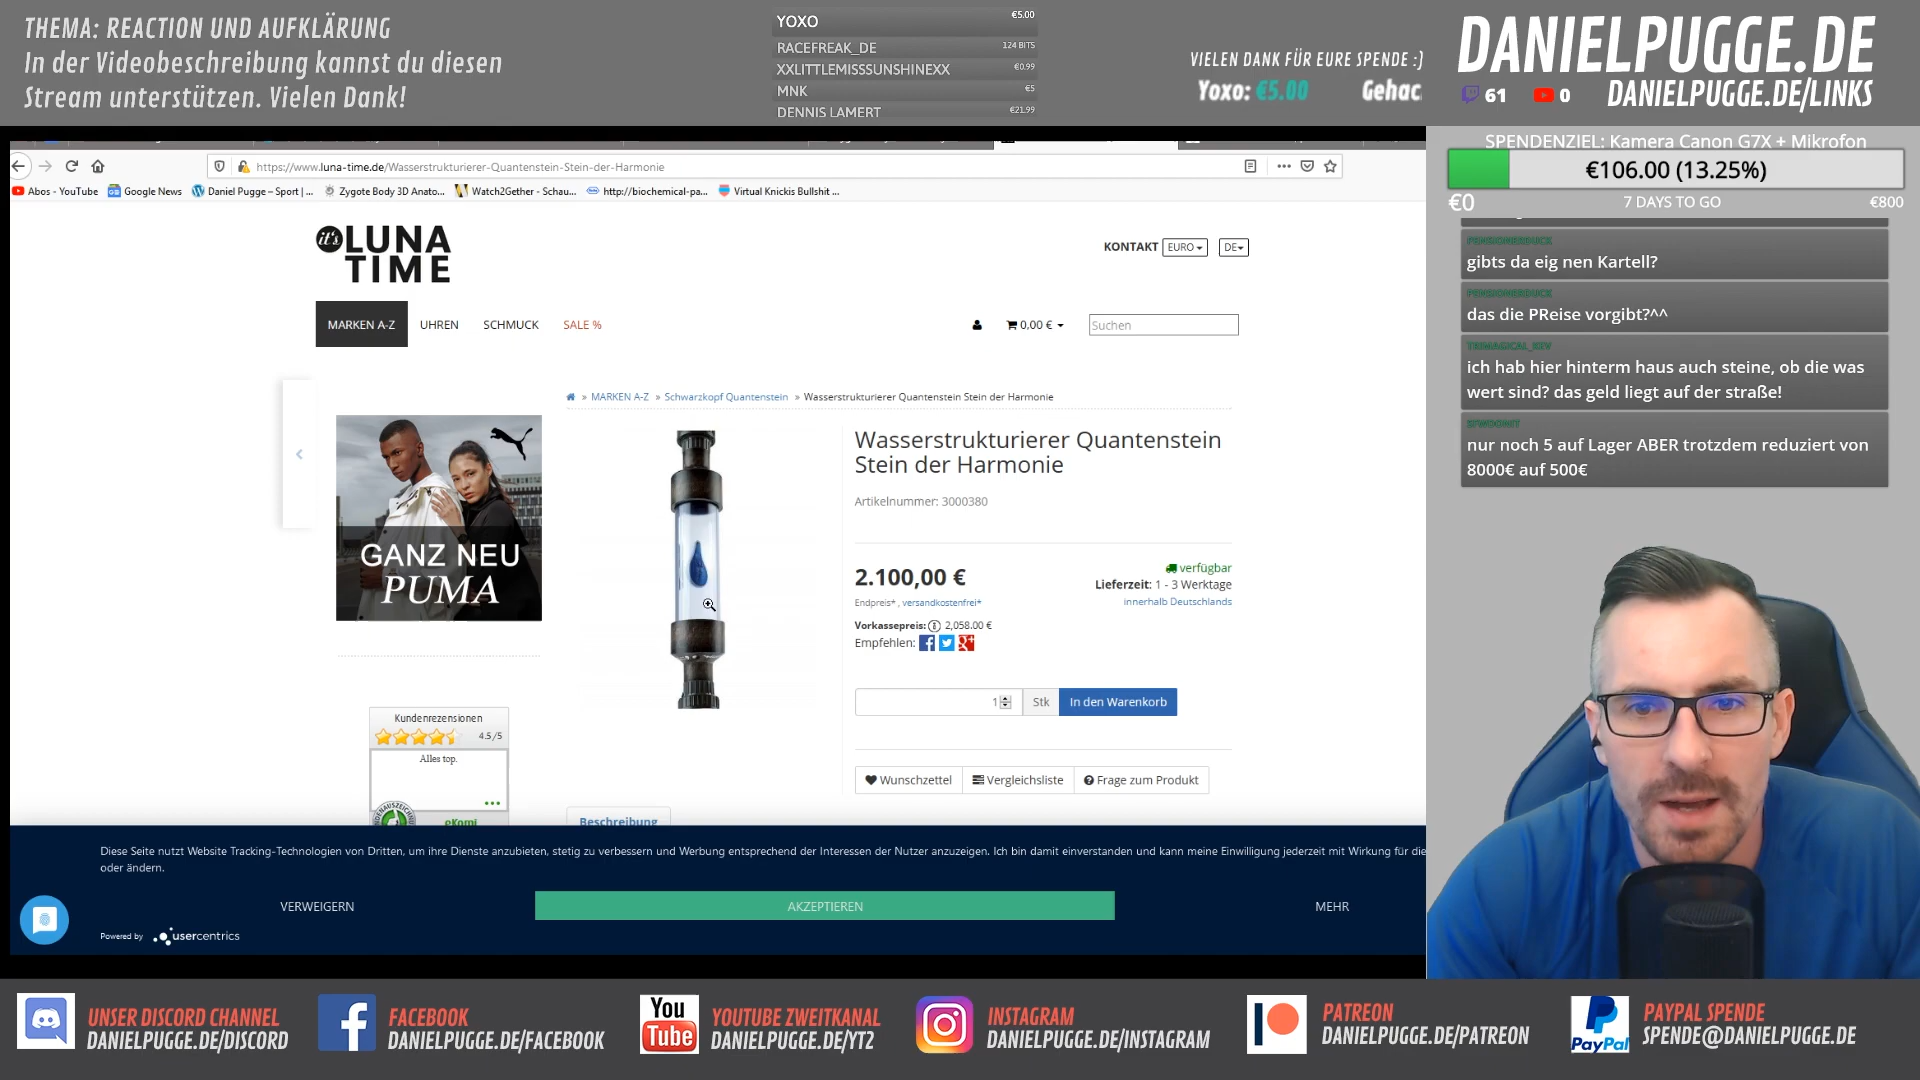 THEMA: REACTION UND AUFKLÄRUNG
In der Videobeschreibung kannst du diesen
Stream unterstützen. Vielen Dank!
YOXO €5.00
RACEFREAK_DE 124 BITS
XXLITTLEMISSSUNSHINEXX €0.99
MNK €5
DENNIS LAMERT €21.99
VIELEN DANK FÜR EURE SPENDE :)
Yoxo: €5.00 Gehac
DANIELPUGGE.DE
61 0 DANIELPUGGE.DE/LINKS
SPENDENZIEL: Kamera Canon G7X + Mikrofon
€106.00 (13.25%)
€0 7 DAYS TO GO €800
PENSIONERDUCK
gibts da eig nen Kartell?
PENSIONERDUCK
das die PReise vorgibt?^^
TRIMAGICAL_KEV
ich hab hier hinterm haus auch steine, ob die was
wert sind? das geld liegt auf der straße!
nur noch 5 auf Lager ABER trotzdem reduziert von
8000€ auf 500€
https://www.luna-time.de/Wasserstrukturierer-Quantenstein-Stein-der-Harmonie
Abos - YouTube Google News Daniel Pugge – Sport | ... Zygote Body 3D Anato... Watch2Gether - Schau... http://biochemical-pa... Virtual Knickis Bullshit ...
it's LUNA
TIME
KONTAKT EURO DE
MARKEN A-Z UHREN SCHMUCK SALE % 0,00 € Suchen
» MARKEN A-Z » Schwarzkopf Quantenstein » Wasserstrukturierer Quantenstein Stein der Harmonie
GANZ NEU
PUMA
Wasserstrukturierer Quantenstein
Stein der Harmonie
Artikelnummer: 3000380
2.100,00 €
verfügbar
Lieferzeit: 1 - 3 Werktage
innerhalb Deutschlands
Endpreis* , versandkostenfrei*
Vorkassepreis: 2,058.00 €
Empfehlen:
1 Stk In den Warenkorb
Wunschzettel Vergleichsliste Frage zum Produkt
Kundenrezensionen
4.5/5
Alles top.
eKomi
Beschreibung
Diese Seite nutzt Website Tracking-Technologien von Dritten, um ihre Dienste anzubieten, stetig zu verbessern und Werbung entsprechend der Interessen der Nutzer anzuzeigen. Ich bin damit einverstanden und kann meine Einwilligung jederzeit mit Wirkung für die
oder ändern.
VERWEIGERN AKZEPTIEREN MEHR
Powered by usercentrics
UNSER DISCORD CHANNEL
DANIELPUGGE.DE/DISCORD
FACEBOOK
DANIELPUGGE.DE/FACEBOOK
You
Tube
YOUTUBE ZWEITKANAL
DANIELPUGGE.DE/YT2
INSTAGRAM
DANIELPUGGE.DE/INSTAGRAM
PATREON
DANIELPUGGE.DE/PATREON
PayPal
PAYPAL SPENDE
SPENDE@DANIELPUGGE.DE